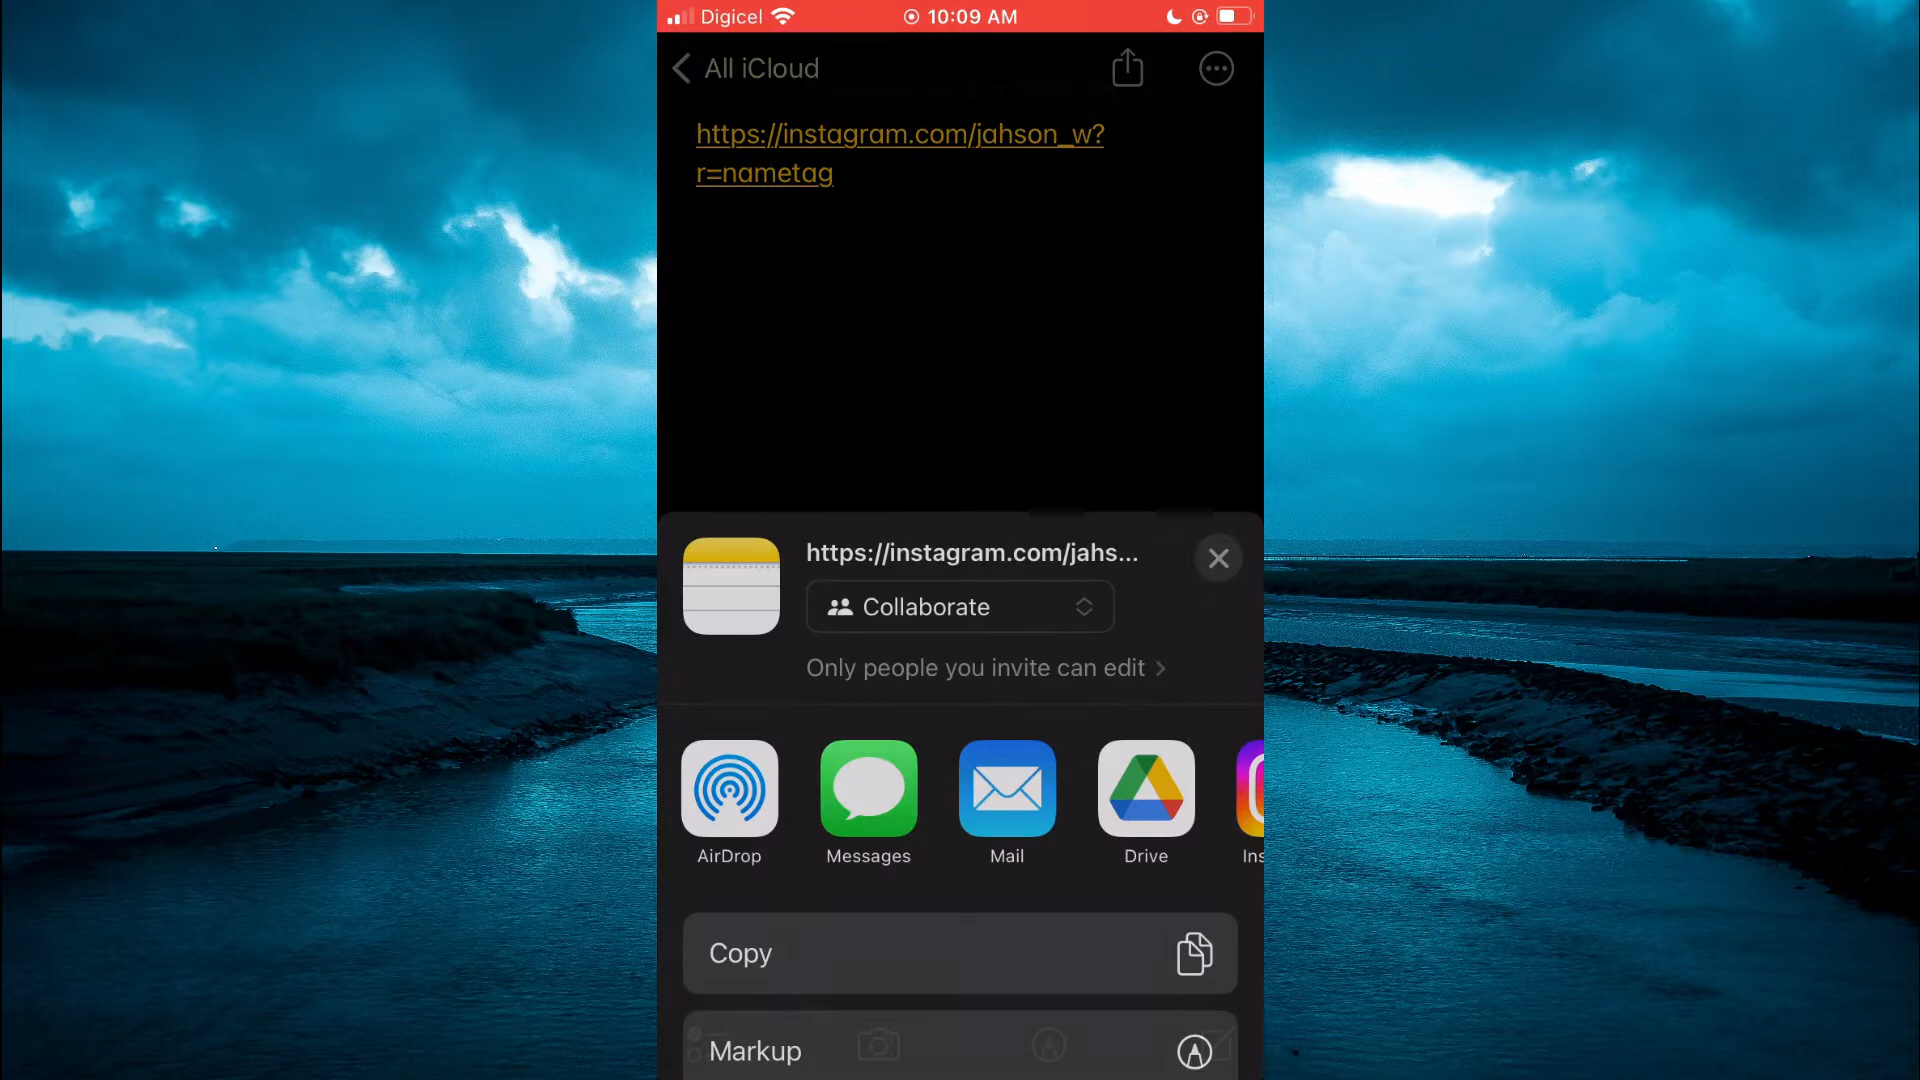 Digicel 10:09 AM
All iCloud
https://instagram.com/jahson_w?
r=nametag
https://instagram.com/jahs...
Collaborate
Only people you invite can edit
AirDrop Messages Mail Drive Ins
Copy
Markup